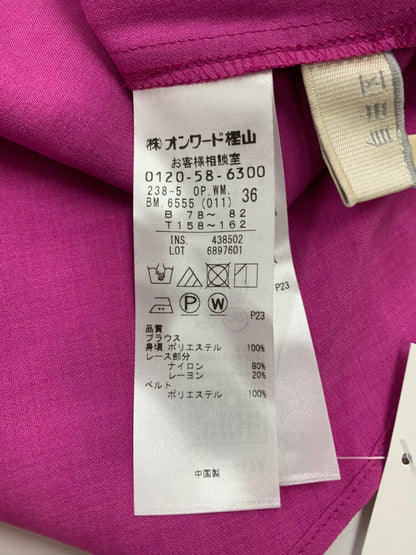 ㈱オンワード樫山
お客様相談室
0120-58-6300
238-5 OP.WM.
BM.6555 (011) 36
B 78~ 82
T158~162
INS. 438502
LOT 6897601
P W
P23
品質
ブラウス
身頃 ポリエステル 100%
レース部分
ナイロン 80%
レーヨン 20%
ベルト
ポリエステル 100%
中国製
P23